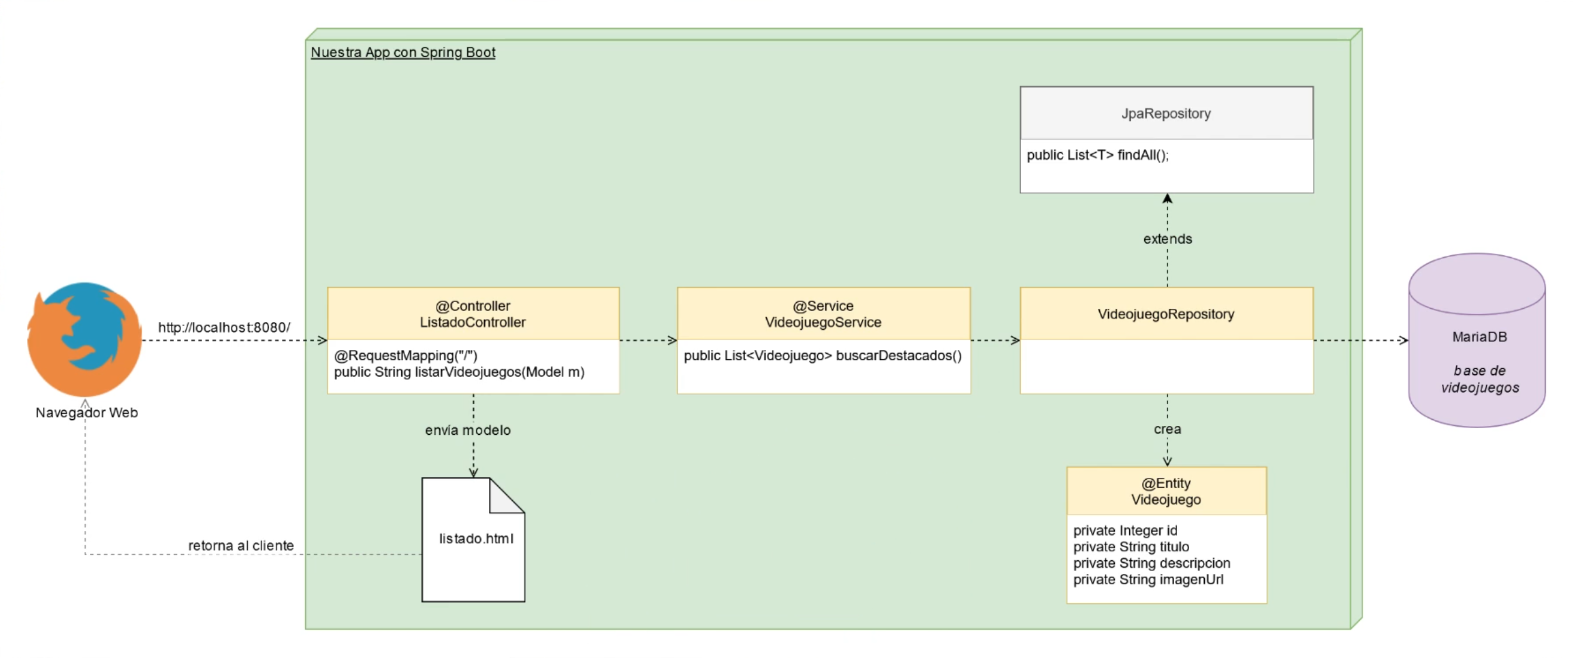 Nuestra App con Spring Boot
JpaRepository
public List<T> findAll();
extends
http://localhost:8080/
Navegador Web
@Controller
ListadoController
@RequestMapping("/")
public String listarVideojuegos(Model m)
@Service
VideojuegoService
public List<Videojuego> buscarDestacados()
VideojuegoRepository
MariaDB
base de
videojuegos
envía modelo
crea
listado.html
retorna al cliente
@Entity
Videojuego
private Integer id
private String titulo
private String descripcion
private String imagenUrl